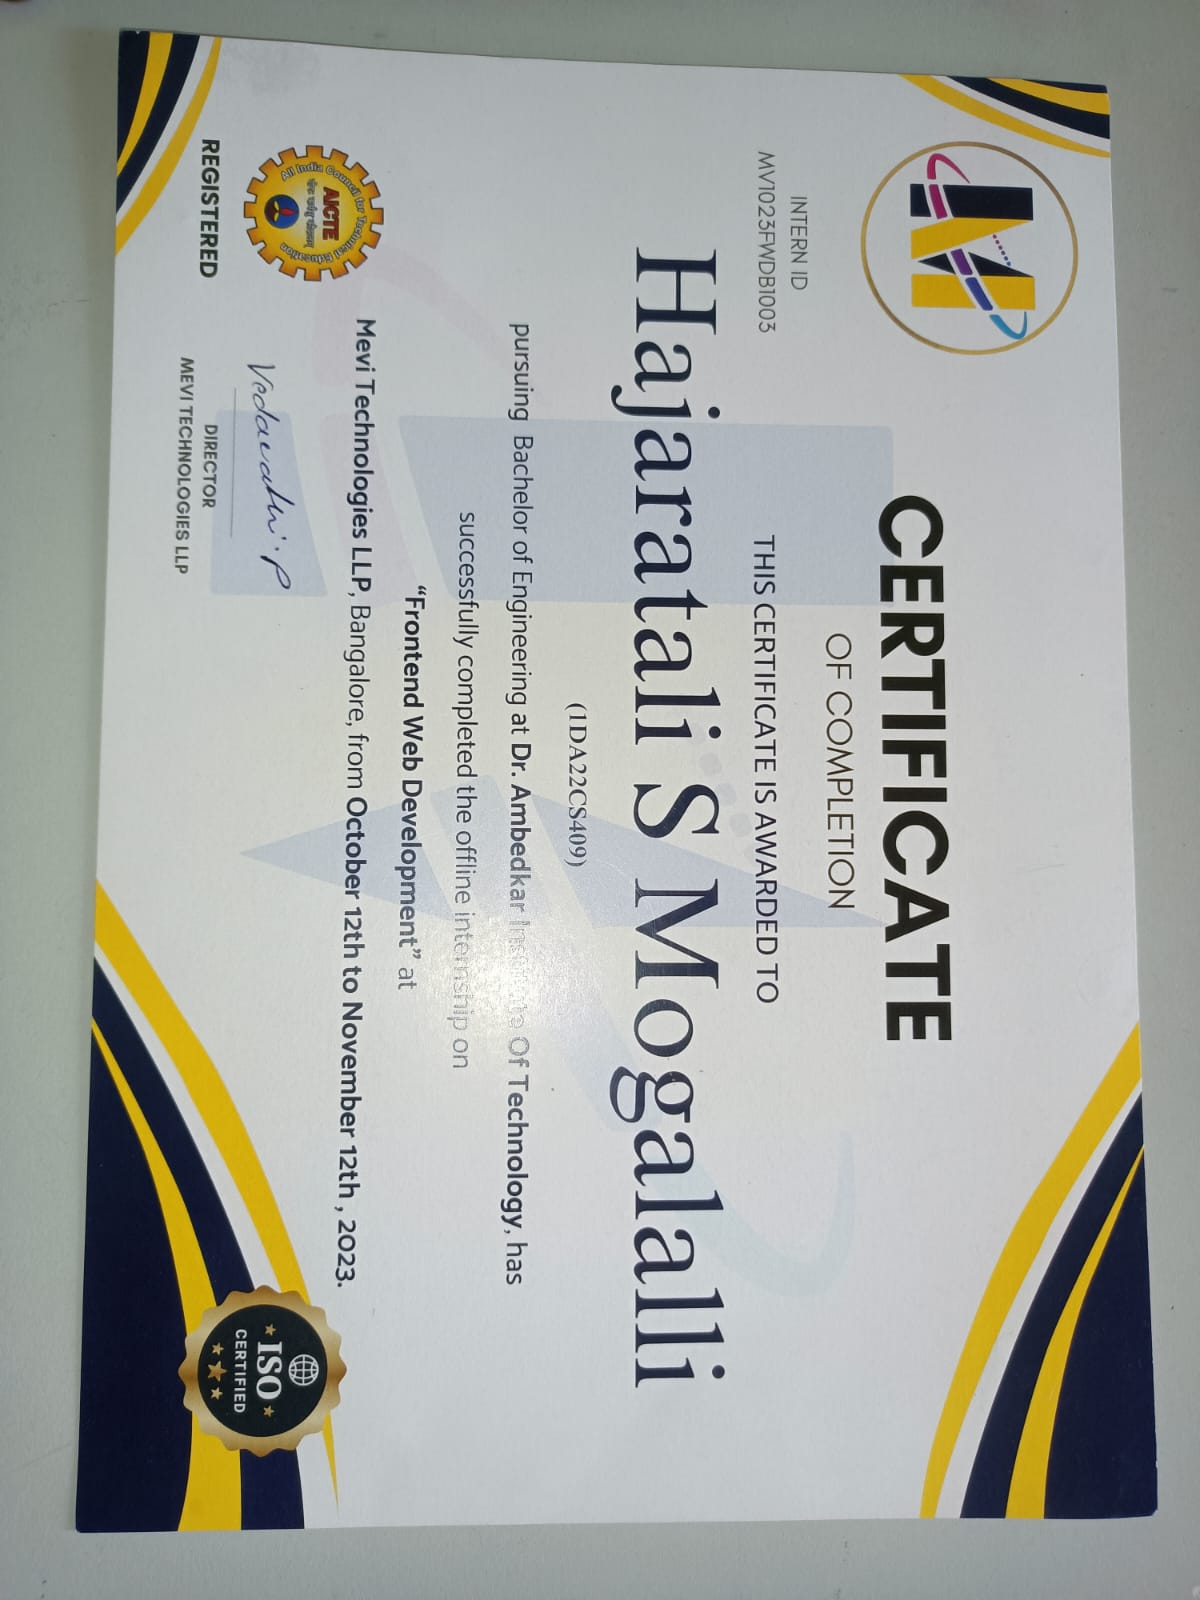 CERTIFICATE
OF COMPLETION
INTERN ID
MV1023FWDB1003
THIS CERTIFICATE IS AWARDED TO
Hajaratali S Mogalalli
(1DA22CS409)
pursuing Bachelor of Engineering at Dr. Ambedkar Institute Of Technology, has
successfully completed the offline internship on
“Frontend Web Development” at
Mevi Technologies LLP, Bangalore, from October 12th to November 12th , 2023.
All India Council for Technical Education
AICTE
REGISTERED
Vedavathi.P
DIRECTOR
MEVI TECHNOLOGIES LLP
ISO
CERTIFIED